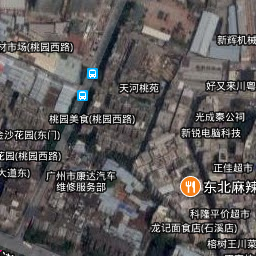 新辉机械
材市场(桃园西路)
天河桃苑
好又来川粤
桃园美食(桃园西路)
光成秦公祠
金沙花园(东门)
新锐电脑科技
花园(桃园西路)
大道东)
广州市康达汽车
维修服务部
正佳超市
东北麻辣
科隆平价超市
龙记面食店(石溪店)
榕树王川菜